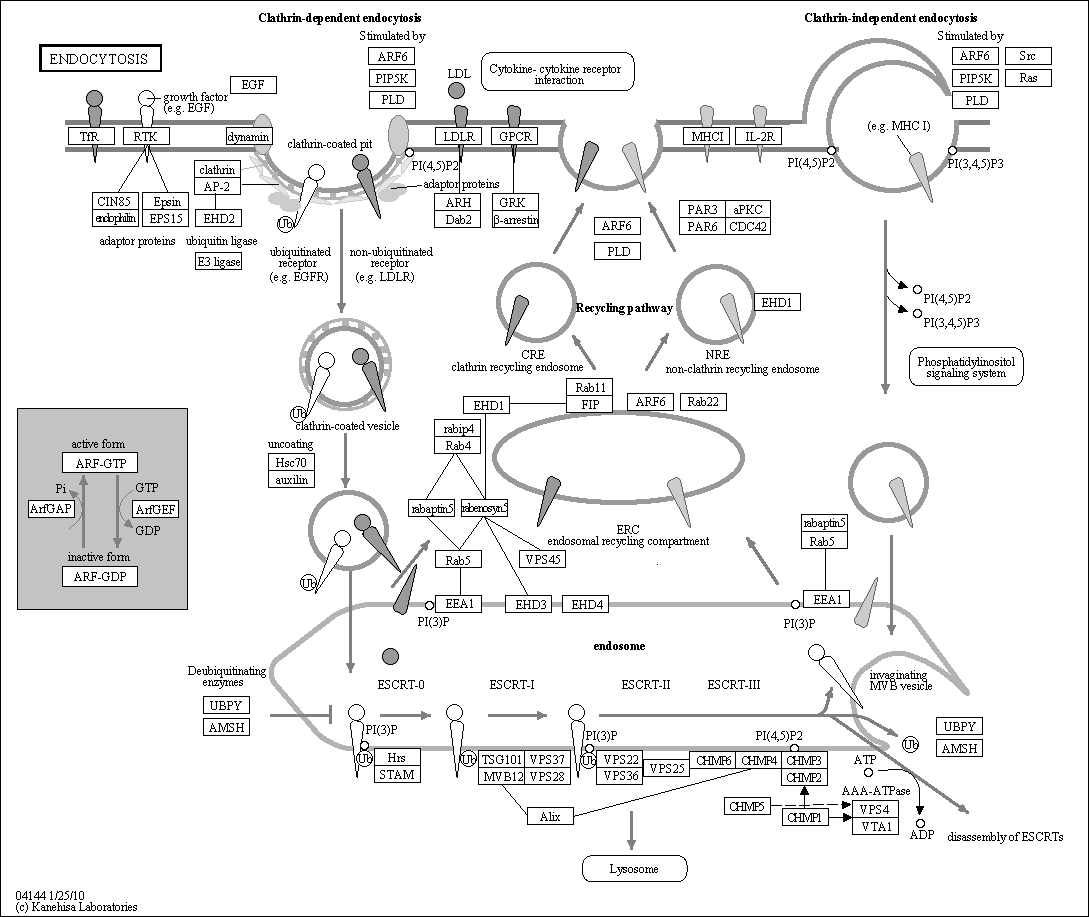 Clathrin-dependent endocytosis
Clathrin-independent endocytosis
ENDOCYTOSIS
Stimulated by
ARF6
PIP5K
PLD
LDL
Cytokine- cytokine receptor
interaction
Stimulated by
ARF6
Src
PIP5K
Ras
PLD
EGF
growth factor
(e.g. EGF)
TfR
RTK
dynamin
clathrin-coated pit
LDLR
GPCR
MHCI
IL-2R
(e.g. MHC I)
PI(4,5)P2
PI(4,5)P2
PI(3,4,5)P3
clathrin
AP-2
EHD2
CIN85
endophilin
Epsin
EPS15
adaptor proteins
ARH
Dab2
GRK
β-arrestin
adaptor proteins
ubiquitin ligase
E3 ligase
Ub
ubiquitinated
receptor
(e.g. EGFR)
non-ubiquitinated
receptor
(e.g. LDLR)
ARF6
PLD
PAR3
aPKC
PAR6
CDC42
EHD1
Recycling pathway
PI(4,5)P2
PI(3,4,5)P3
CRE
clathrin recycling endosome
NRE
non-clathrin recycling endosome
Phosphatidylinositol
signaling system
Ub
clathrin-coated vesicle
EHD1
Rab11
FIP
ARF6
Rab22
uncoating
Hsc70
auxilin
rabip4
Rab4
active form
ARF-GTP
Pi
GTP
ArfGAP
ArfGEF
GDP
inactive form
ARF-GDP
rabaptin5
rabenosyn5
ERC
endosomal recycling compartment
rabaptin5
Rab5
Rab5
VPS45
Ub
EEA1
EHD3
EHD4
EEA1
PI(3)P
PI(3)P
endosome
Deubiquitinating
enzymes
UBPY
AMSH
ESCRT-0
ESCRT-I
ESCRT-II
ESCRT-III
invaginating
MVB vesicle
PI(3)P
PI(3)P
PI(4,5)P2
Ub
UBPY
AMSH
Ub
Hrs
STAM
Ub
TSG101
VPS37
MVB12
VPS28
Ub
VPS22
VPS36
VPS25
CHMP6
CHMP4
CHMP3
CHMP2
ATP
AAA-ATPase
CHMP5
CHMP1
VPS4
VTA1
ADP
Alix
disassembly of ESCRTs
Lysosome
04144 1/25/10
(c) Kanehisa Laboratories